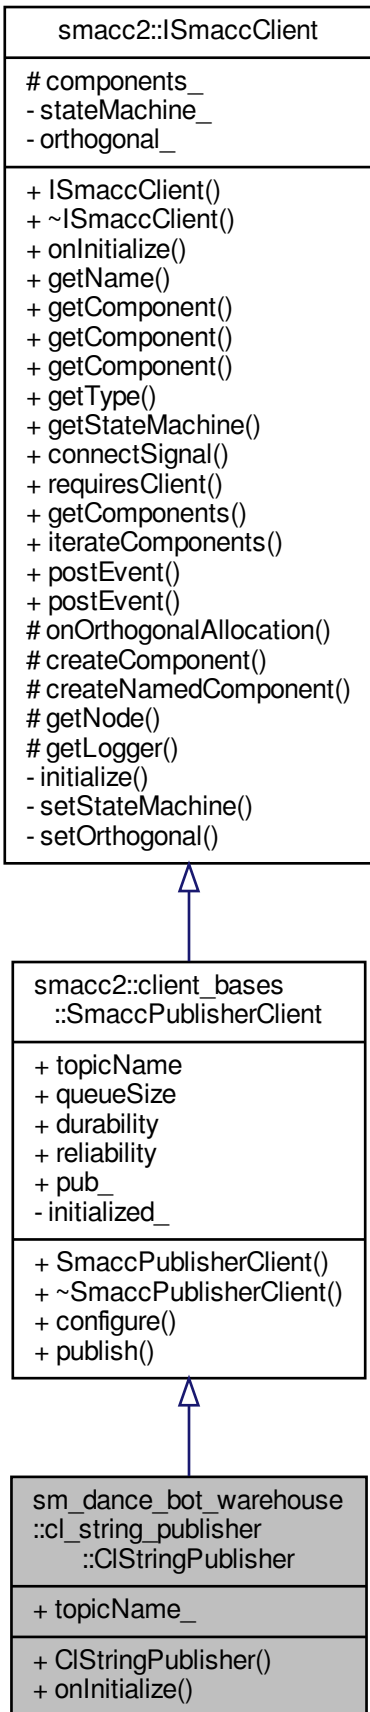 smacc2::ISmaccClient
# components_
- stateMachine_
- orthogonal_
+ ISmaccClient()
+ ~ISmaccClient()
+ onInitialize()
+ getName()
+ getComponent()
+ getComponent()
+ getComponent()
+ getType()
+ getStateMachine()
+ connectSignal()
+ requiresClient()
+ getComponents()
+ iterateComponents()
+ postEvent()
+ postEvent()
# onOrthogonalAllocation()
# createComponent()
# createNamedComponent()
# getNode()
# getLogger()
- initialize()
- setStateMachine()
- setOrthogonal()
smacc2::client_bases
::SmaccPublisherClient
+ topicName
+ queueSize
+ durability
+ reliability
+ pub_
- initialized_
+ SmaccPublisherClient()
+ ~SmaccPublisherClient()
+ configure()
+ publish()
sm_dance_bot_warehouse
::cl_string_publisher
::ClStringPublisher
+ topicName_
+ ClStringPublisher()
+ onInitialize()